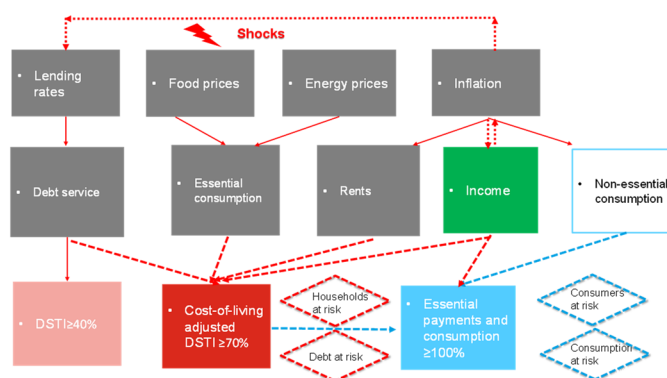 Shocks
▪ Lending
rates
▪ Food prices
▪ Energy prices
▪ Inflation
▪ Debt service
▪ Essential
consumption
▪ Rents
▪ Income
▪ Non-essential
consumption
▪ DSTI≥40%
▪ Cost-of-living
adjusted
DSTI ≥70%
Households
at risk
Debt at risk
▪ Essential
payments and
consumption
≥100%
Consumers
at risk
Consumption
at risk